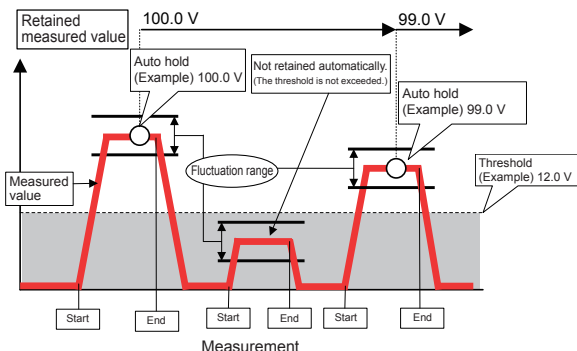 Retained
measured value
100.0 V
99.0 V
Auto hold
(Example) 100.0 V
Not retained automatically.
(The threshold is not exceeded.)
Auto hold
(Example) 99.0 V
Fluctuation range
Threshold
(Example) 12.0 V
Measured
value
Start
End
Start
End
Start
End
Measurement